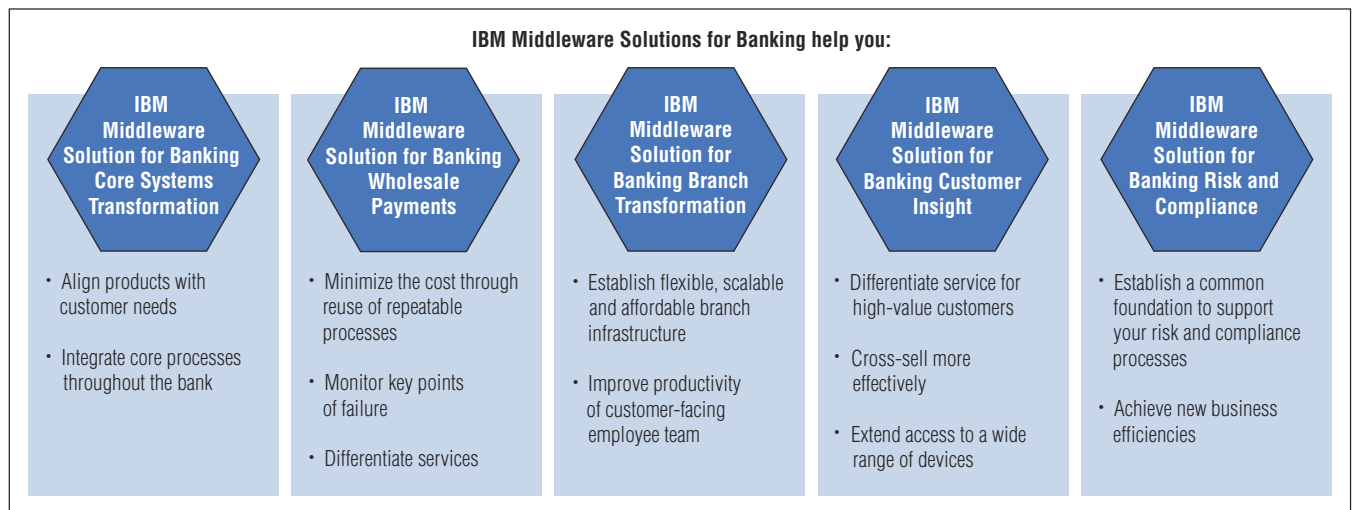 IBM Middleware Solutions for Banking help you:
IBM
Middleware
Solution for Banking
Core Systems
Transformation
• Align products with
customer needs
• Integrate core processes
throughout the bank
IBM
Middleware
Solution for Banking
Wholesale
Payments
• Minimize the cost through
reuse of repeatable
processes
• Monitor key points
of failure
• Differentiate services
IBM
Middleware
Solution for
Banking Branch
Transformation
• Establish flexible, scalable
and affordable branch
infrastructure
• Improve productivity
of customer-facing
employee team
IBM
Middleware
Solution for
Banking Customer
Insight
• Differentiate service for
high-value customers
• Cross-sell more
effectively
• Extend access to a wide
range of devices
IBM
Middleware
Solution for
Banking Risk and
Compliance
• Establish a common
foundation to support
your risk and compliance
processes
• Achieve new business
efficiencies